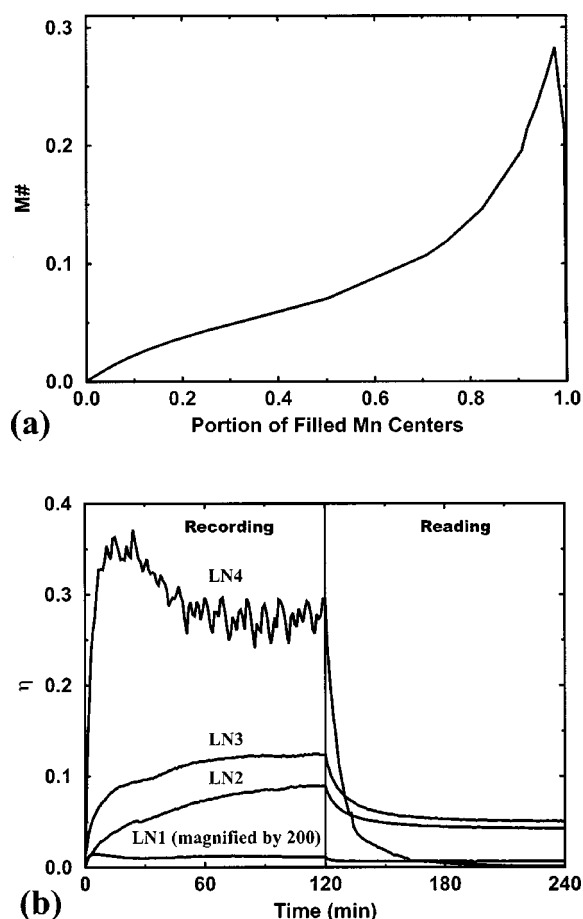 0.3
0.2
M#
0.1
0.0
0.0 0.2 0.4 0.6 0.8 1.0
Portion of Filled Mn Centers
(a)
0.4
Recording Reading
LN4
0.3
η
0.2
LN3
0.1
LN2
LN1 (magnified by 200)
0.0
0 60 120 180 240
Time (min)
(b)